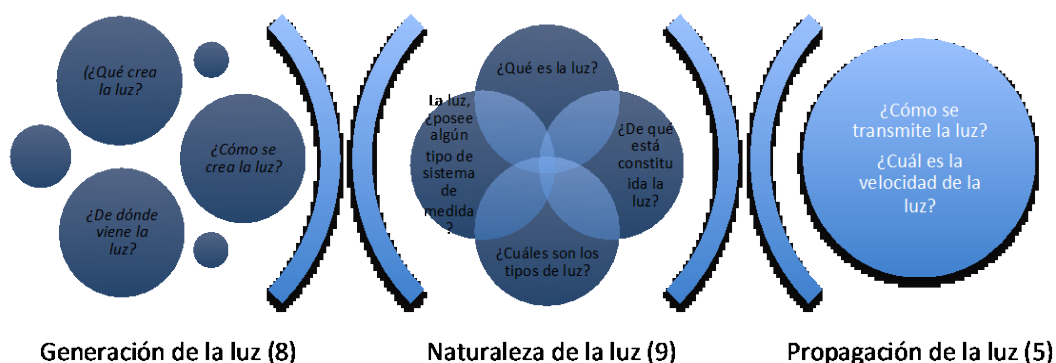 (¿Qué crea
la luz?
¿Cómo se
crea la luz?
¿De dónde
viene la
luz?
¿Qué es la luz?
La luz,
¿posee
algún
tipo de
sistema
de
medida
?
¿De qué
está
constitu
ida la
luz?
¿Cuáles son los
tipos de luz?
¿Cómo se
transmite la luz?
¿Cuál es la
velocidad de la
luz?
Generación de la luz (8)
Naturaleza de la luz (9)
Propagación de la luz (5)